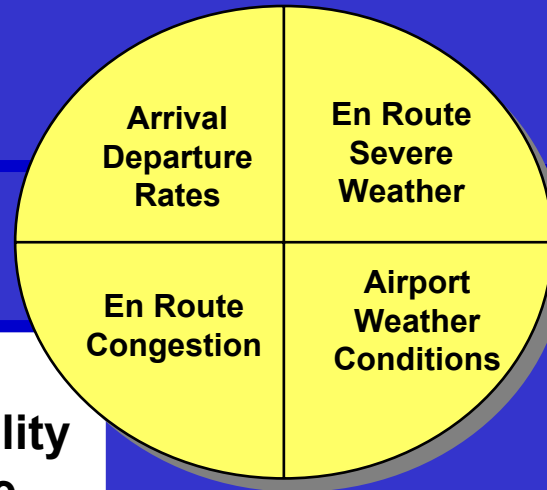 Arrival
Departure
Rates
En Route
Severe
Weather
En Route
Congestion
Airport
Weather
Conditions
lity